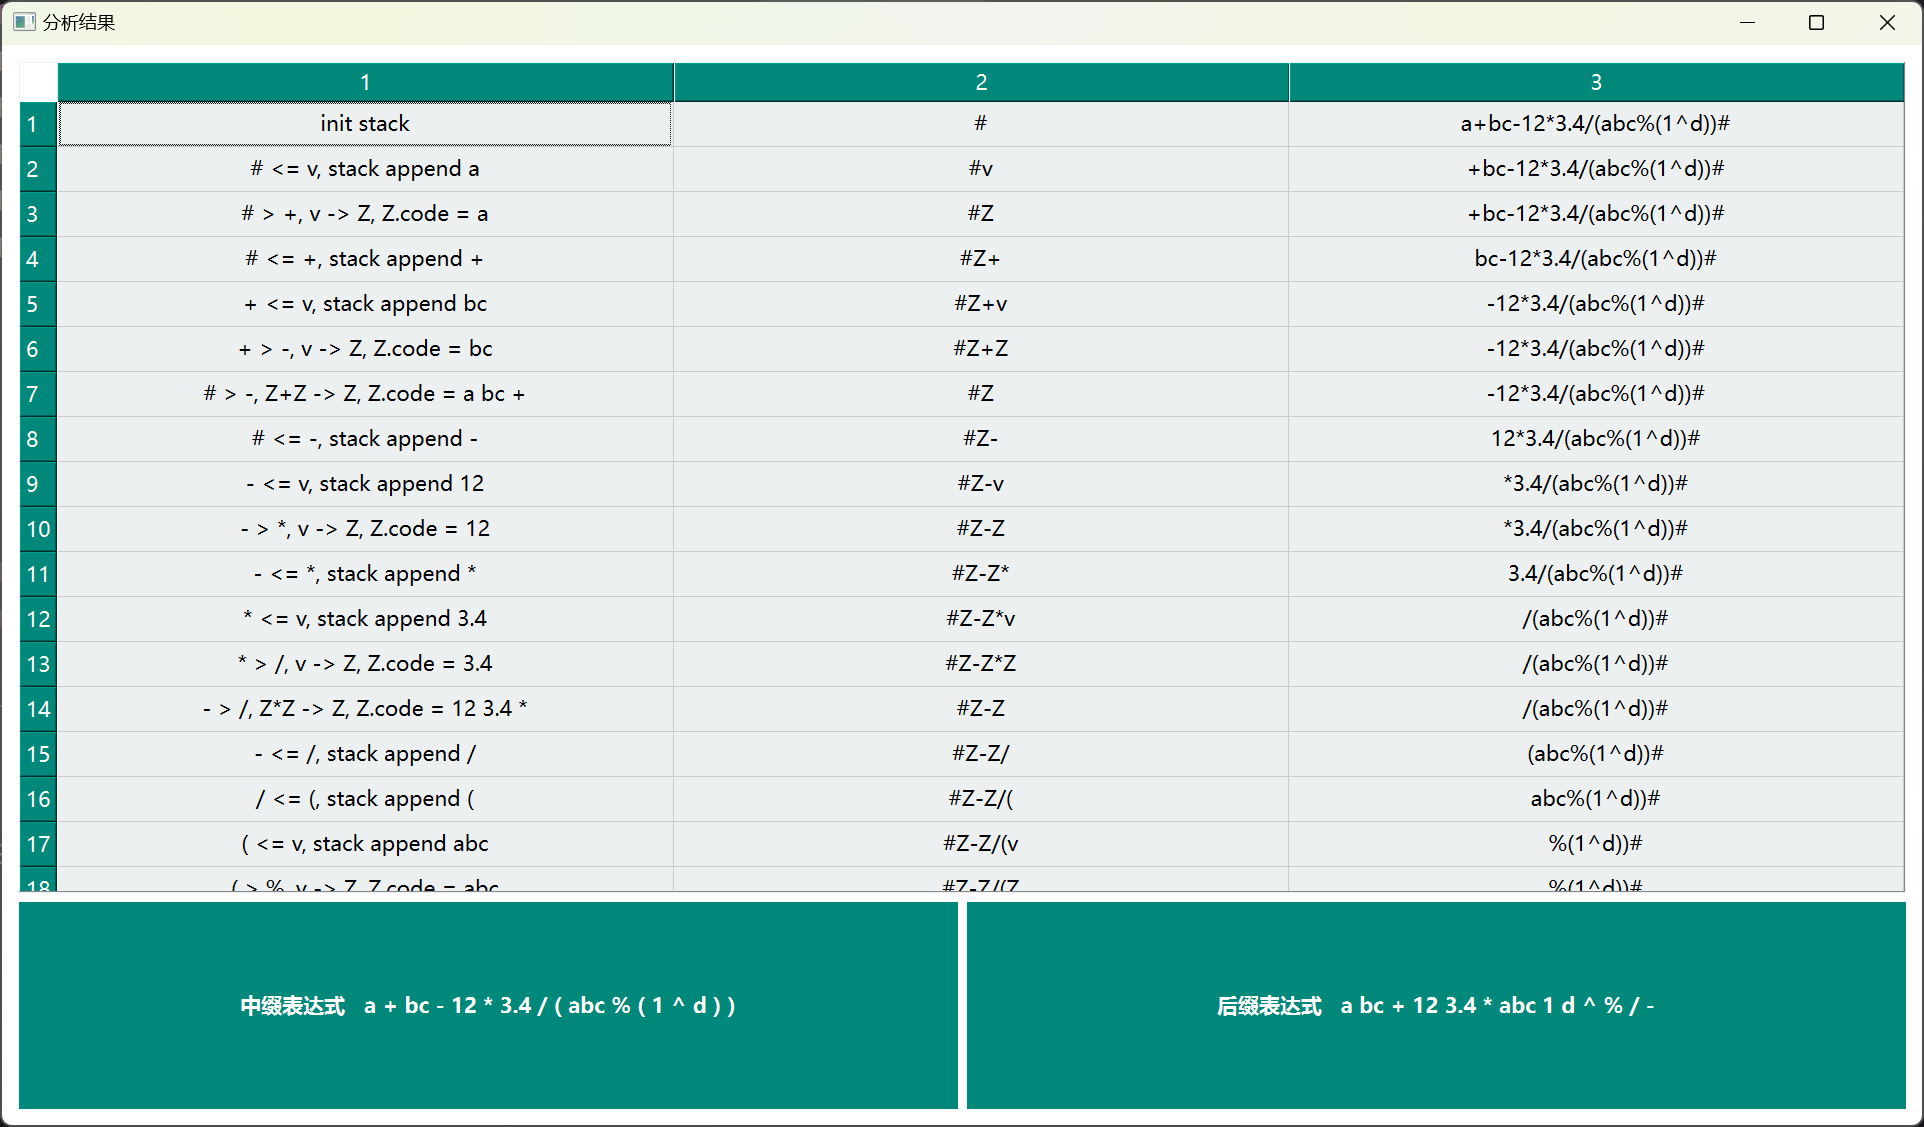 分析结果
1 2 3
1 init stack # a+bc-12*3.4/(abc%(1^d))#
2 # <= v, stack append a #v +bc-12*3.4/(abc%(1^d))#
3 # > +, v -> Z, Z.code = a #Z +bc-12*3.4/(abc%(1^d))#
4 # <= +, stack append + #Z+ bc-12*3.4/(abc%(1^d))#
5 + <= v, stack append bc #Z+v -12*3.4/(abc%(1^d))#
6 + > -, v -> Z, Z.code = bc #Z+Z -12*3.4/(abc%(1^d))#
7 # > -, Z+Z -> Z, Z.code = a bc + #Z -12*3.4/(abc%(1^d))#
8 # <= -, stack append - #Z- 12*3.4/(abc%(1^d))#
9 - <= v, stack append 12 #Z-v *3.4/(abc%(1^d))#
10 - > *, v -> Z, Z.code = 12 #Z-Z *3.4/(abc%(1^d))#
11 - <= *, stack append * #Z-Z* 3.4/(abc%(1^d))#
12 * <= v, stack append 3.4 #Z-Z*v /(abc%(1^d))#
13 * > /, v -> Z, Z.code = 3.4 #Z-Z*Z /(abc%(1^d))#
14 - > /, Z*Z -> Z, Z.code = 12 3.4 * #Z-Z /(abc%(1^d))#
15 - <= /, stack append / #Z-Z/ (abc%(1^d))#
16 / <= (, stack append ( #Z-Z/( abc%(1^d))#
17 ( <= v, stack append abc #Z-Z/(v %(1^d))#
18 ( > %, v -> Z, Z.code = abc #Z-Z/(Z %(1^d))#
中缀表达式 a + bc - 12 * 3.4 / ( abc % ( 1 ^ d ) )
后缀表达式 a bc + 12 3.4 * abc 1 d ^ % / -